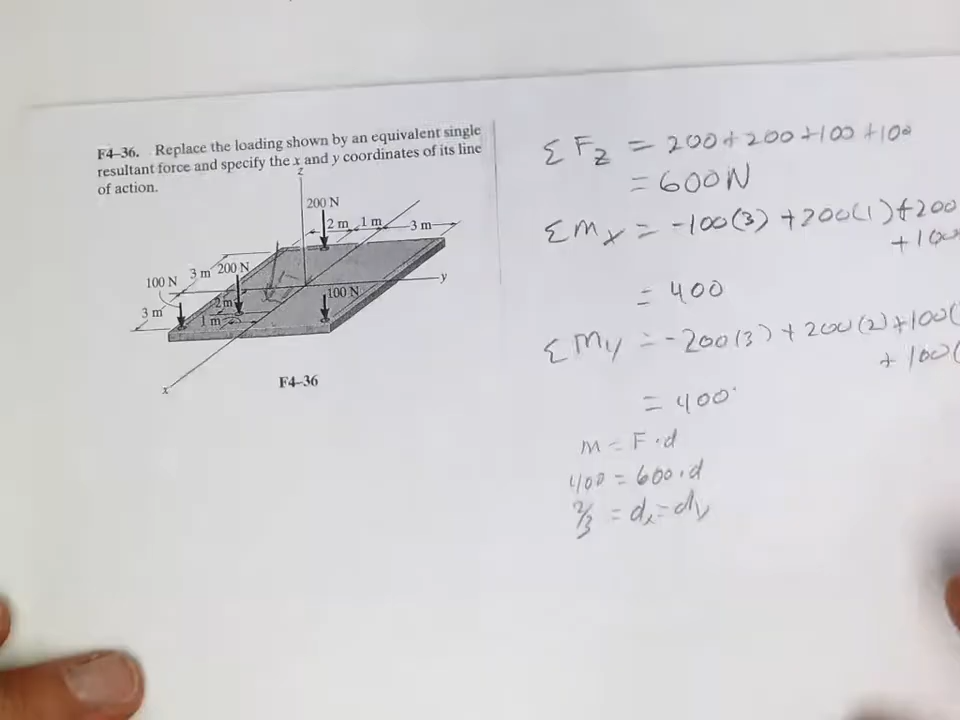 F4–36. Replace the loading shown by an equivalent single
resultant force and specify the x and y coordinates of its line
of action.
z
200 N
2 m 1 m 3 m
3 m 200 N
100 N
y
2 m
100 N
3 m
1 m
x
F4–36
ΣFz = 200+200+100+100
= 600N
ΣMx = -100(3) +200(1)+200
+100
= 400
ΣMy = -200(3) + 200(2)+100(
+ 100(
= 400
m = F·d
400 = 600·d
2/3 = dx = dy